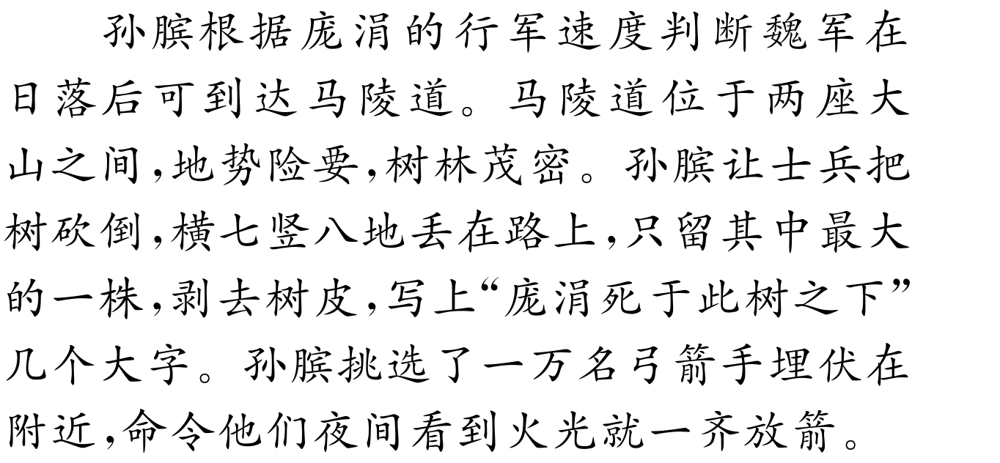 孙膑根据庞涓的行军速度判断魏军在
日落后可到达马陵道。马陵道位于两座大
山之间,地势险要,树林茂密。孙膑让士兵把
树砍倒,横七竖八地丢在路上,只留其中最大
的一株,剥去树皮,写上“庞涓死于此树之下”
几个大字。孙膑挑选了一万名弓箭手埋伏在
附近,命令他们夜间看到火光就一齐放箭。